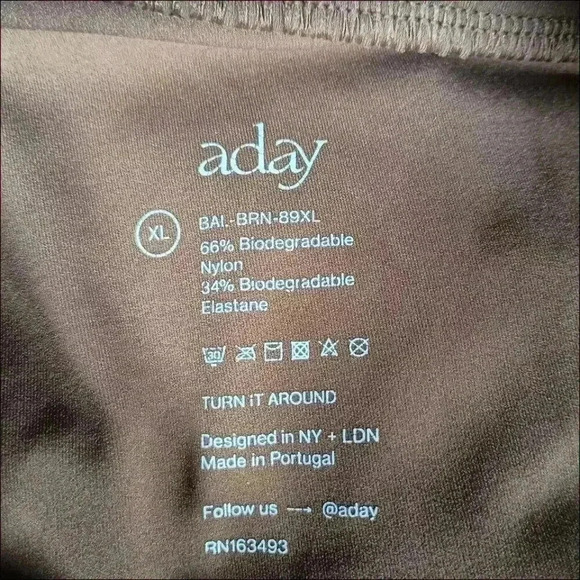 aday
XL
BAL-BRN-89XL
66% Biodegradable
Nylon
34% Biodegradable
Elastane
30
TURN iT AROUND
Designed in NY + LDN
Made in Portugal
Follow us ---> @aday
RN163493